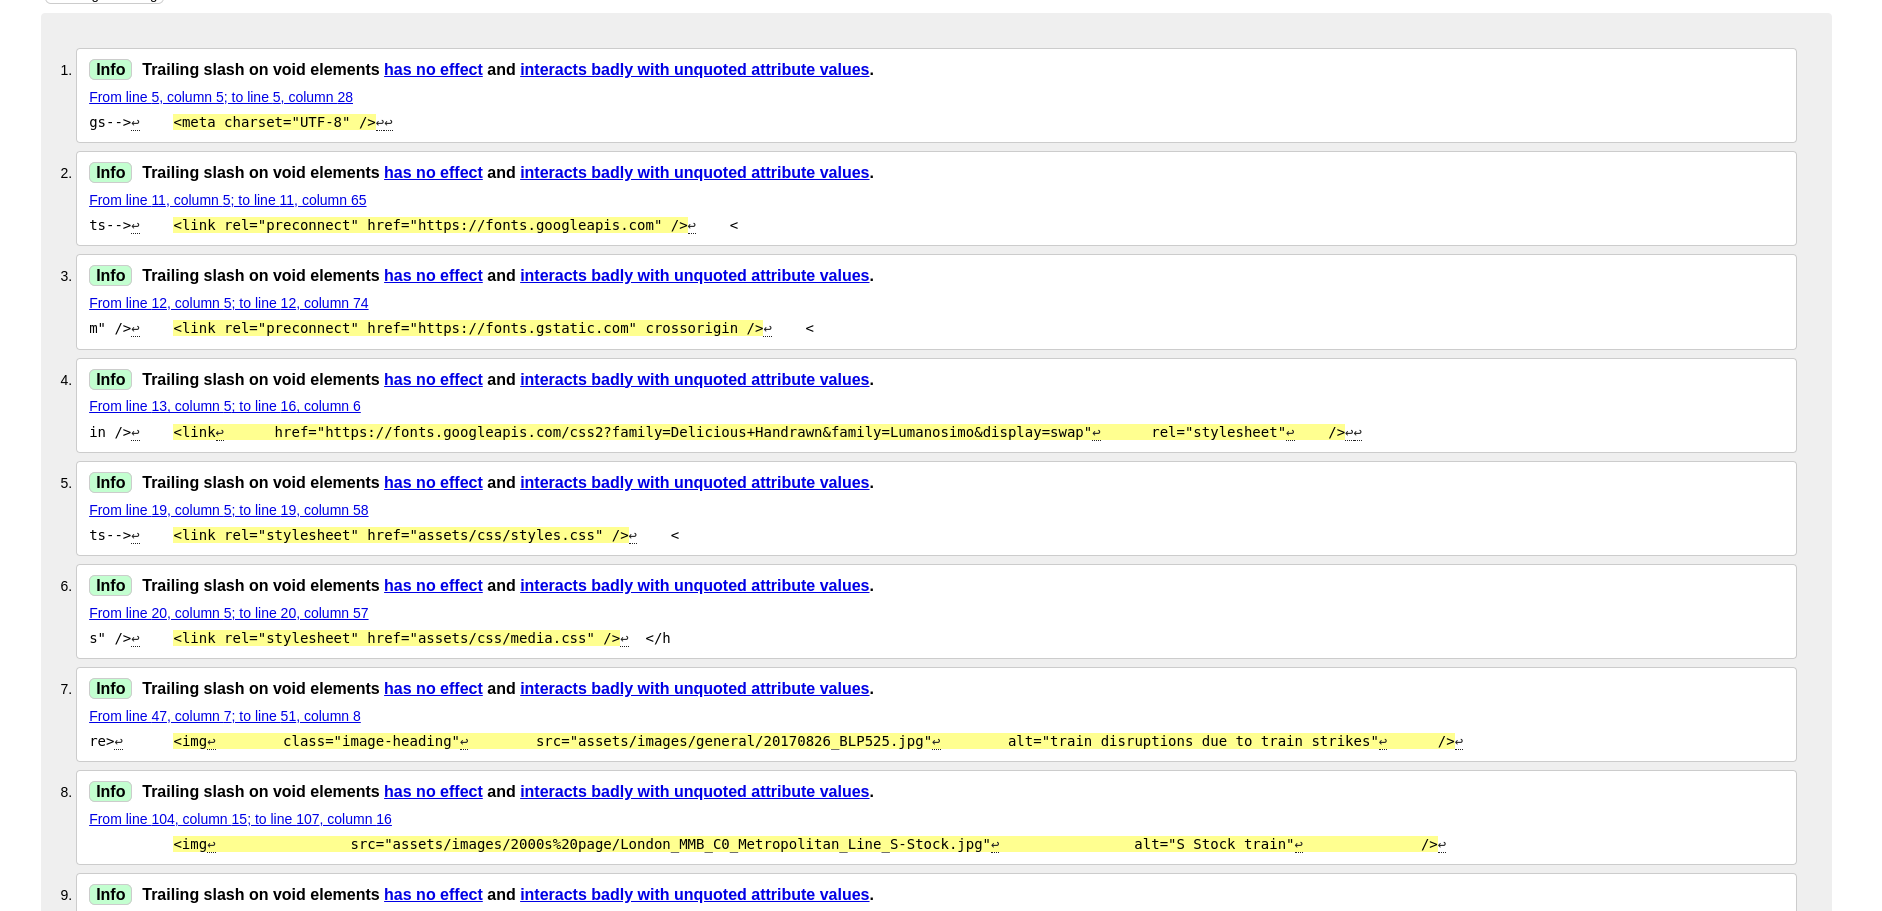 1. Info Trailing slash on void elements has no effect and interacts badly with unquoted attribute values.
From line 5, column 5; to line 5, column 28
gs-->↩    <meta charset="UTF-8" />↩↩
2. Info Trailing slash on void elements has no effect and interacts badly with unquoted attribute values.
From line 11, column 5; to line 11, column 65
ts-->↩    <link rel="preconnect" href="https://fonts.googleapis.com" />↩    <
3. Info Trailing slash on void elements has no effect and interacts badly with unquoted attribute values.
From line 12, column 5; to line 12, column 74
m" />↩    <link rel="preconnect" href="https://fonts.gstatic.com" crossorigin />↩    <
4. Info Trailing slash on void elements has no effect and interacts badly with unquoted attribute values.
From line 13, column 5; to line 16, column 6
in />↩    <link↩      href="https://fonts.googleapis.com/css2?family=Delicious+Handrawn&family=Lumanosimo&display=swap"↩      rel="stylesheet"↩    />↩↩
5. Info Trailing slash on void elements has no effect and interacts badly with unquoted attribute values.
From line 19, column 5; to line 19, column 58
ts-->↩    <link rel="stylesheet" href="assets/css/styles.css" />↩    <
6. Info Trailing slash on void elements has no effect and interacts badly with unquoted attribute values.
From line 20, column 5; to line 20, column 57
s" />↩    <link rel="stylesheet" href="assets/css/media.css" />↩  </h
7. Info Trailing slash on void elements has no effect and interacts badly with unquoted attribute values.
From line 47, column 7; to line 51, column 8
re>↩      <img↩        class="image-heading"↩        src="assets/images/general/20170826_BLP525.jpg"↩        alt="train disruptions due to train strikes"↩      />↩
8. Info Trailing slash on void elements has no effect and interacts badly with unquoted attribute values.
From line 104, column 15; to line 107, column 16
<img↩                src="assets/images/2000s%20page/London_MMB_C0_Metropolitan_Line_S-Stock.jpg"↩                alt="S Stock train"↩              />↩
9. Info Trailing slash on void elements has no effect and interacts badly with unquoted attribute values.